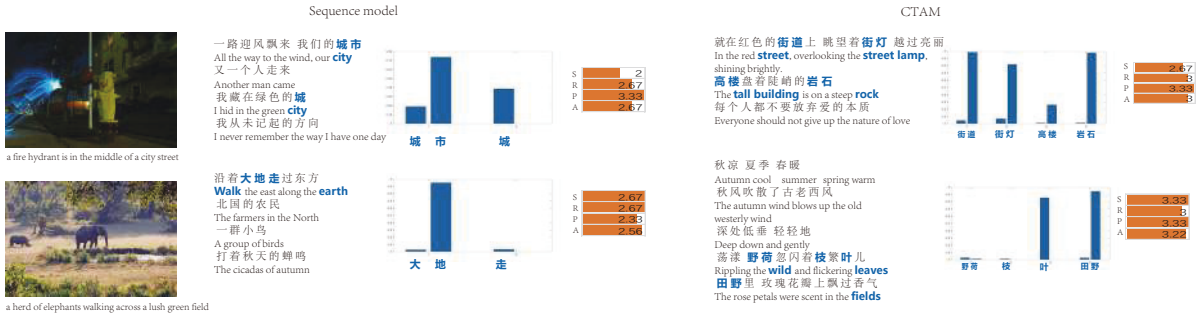 Sequence model
CTAM
一路迎风飘来 我们的城市
All the way to the wind, our city
又一个人走来
Another man came
我藏在绿色的城
I hid in the green city
我从未记起的方向
I never remember the way I have one day
城 市 城
S 2
R 2.67
P 3.33
A 2.67
a fire hydrant is in the middle of a city street
就在红色的街道上 眺望着街灯 越过亮丽
In the red street, overlooking the street lamp,
shining brightly.
高楼盘着陡峭的岩石
The tall building is on a steep rock
每个人都不要放弃爱的本质
Everyone should not give up the nature of love
街道 街灯 高楼 岩石
S 2.67
R 3
P 3.33
A 3
沿着大地走过东方
Walk the east along the earth
北国的农民
The farmers in the North
一群小鸟
A group of birds
打着秋天的蝉鸣
The cicadas of autumn
大 地 走
S 2.67
R 2.67
P 2.33
A 2.56
a herd of elephants walking across a lush green field
秋凉 夏季 春暖
Autumn cool summer spring warm
秋风吹散了古老西风
The autumn wind blows up the old
westerly wind
深处低垂 轻轻地
Deep down and gently
荡漾 野荷忽闪着枝繁叶儿
Rippling the wild and flickering leaves
田野里 玫瑰花瓣上飘过香气
The rose petals were scent in the fields
野荷 枝 叶 田野
S 3.33
R 3
P 3.33
A 3.22